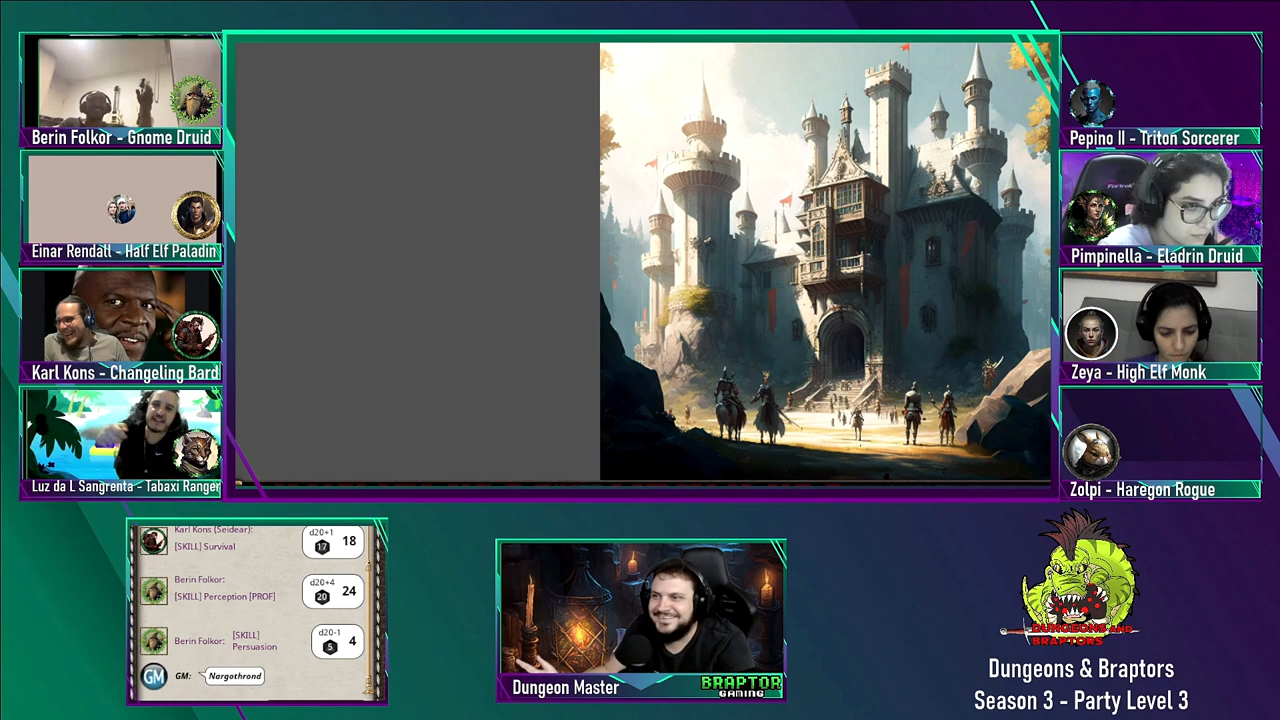 Berin Folkor - Gnome Druid
Einar Rendall - Half Elf Paladin
Karl Kons - Changeling Bard
Luz da L Sangrenta - Tabaxi Ranger
Pepino II - Triton Sorcerer
Pimpinella - Eladrin Druid
Zeya - High Elf Monk
Zolpi - Haregon Rogue
Karl Kons (Seidear):
[SKILL] Survival
d20+1
17
18
Berin Folkor:
[SKILL] Perception [PROF]
d20+4
20
24
Berin Folkor:
[SKILL]
Persuasion
d20-1
5
4
GM
GM:
Nargothrond
Dungeon Master
BRAPTOR
GAMING
DUNGEONS AND
BRAPTORS
Dungeons & Braptors
Season 3 - Party Level 3